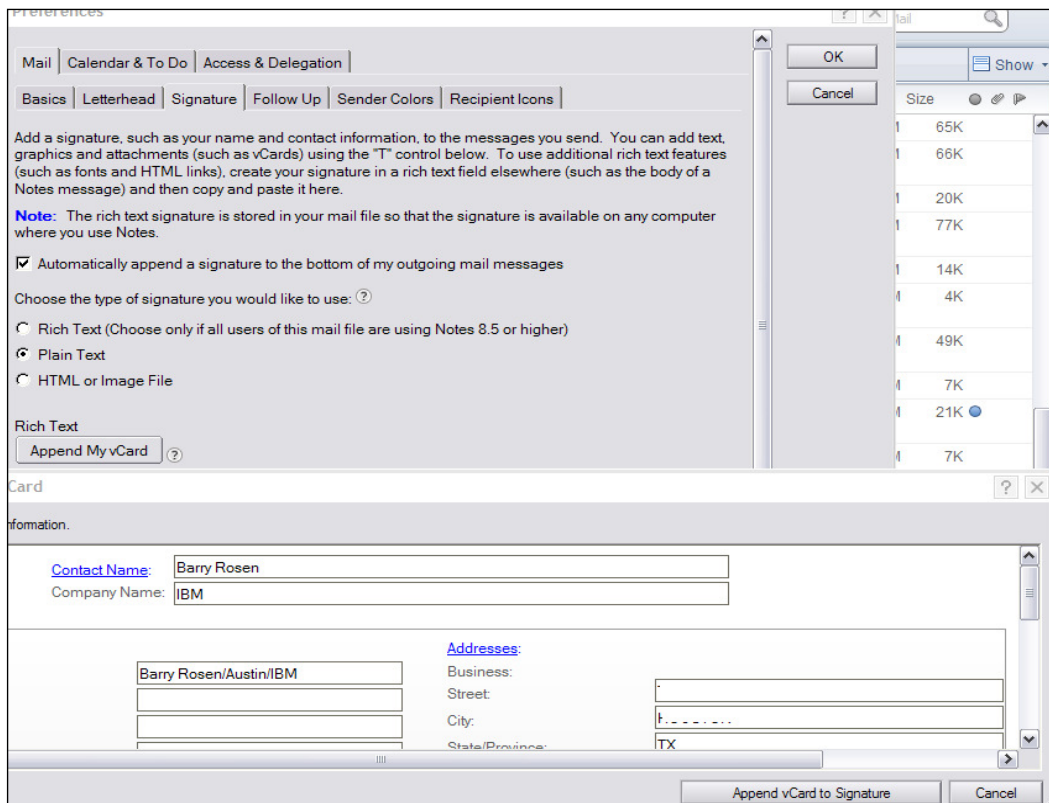 Preferences
ail
Mail Calendar & To Do Access & Delegation
OK
Show
Basics Letterhead Signature Follow Up Sender Colors Recipient Icons
Cancel
Size
Add a signature, such as your name and contact information, to the messages you send. You can add text,
graphics and attachments (such as vCards) using the "T" control below. To use additional rich text features
(such as fonts and HTML links), create your signature in a rich text field elsewhere (such as the body of a
Notes message) and then copy and paste it here.
Note: The rich text signature is stored in your mail file so that the signature is available on any computer
where you use Notes.
Automatically append a signature to the bottom of my outgoing mail messages
Choose the type of signature you would like to use: ?
Rich Text (Choose only if all users of this mail file are using Notes 8.5 or higher)
Plain Text
HTML or Image File
Rich Text
Append My vCard ?
65K
66K
20K
77K
14K
4K
49K
7K
21K
7K
Card
?
nformation.
Contact Name: Barry Rosen
Company Name: IBM
Barry Rosen/Austin/IBM
Addresses:
Business:
Street:
City:
State/Province: TX
Append vCard to Signature Cancel